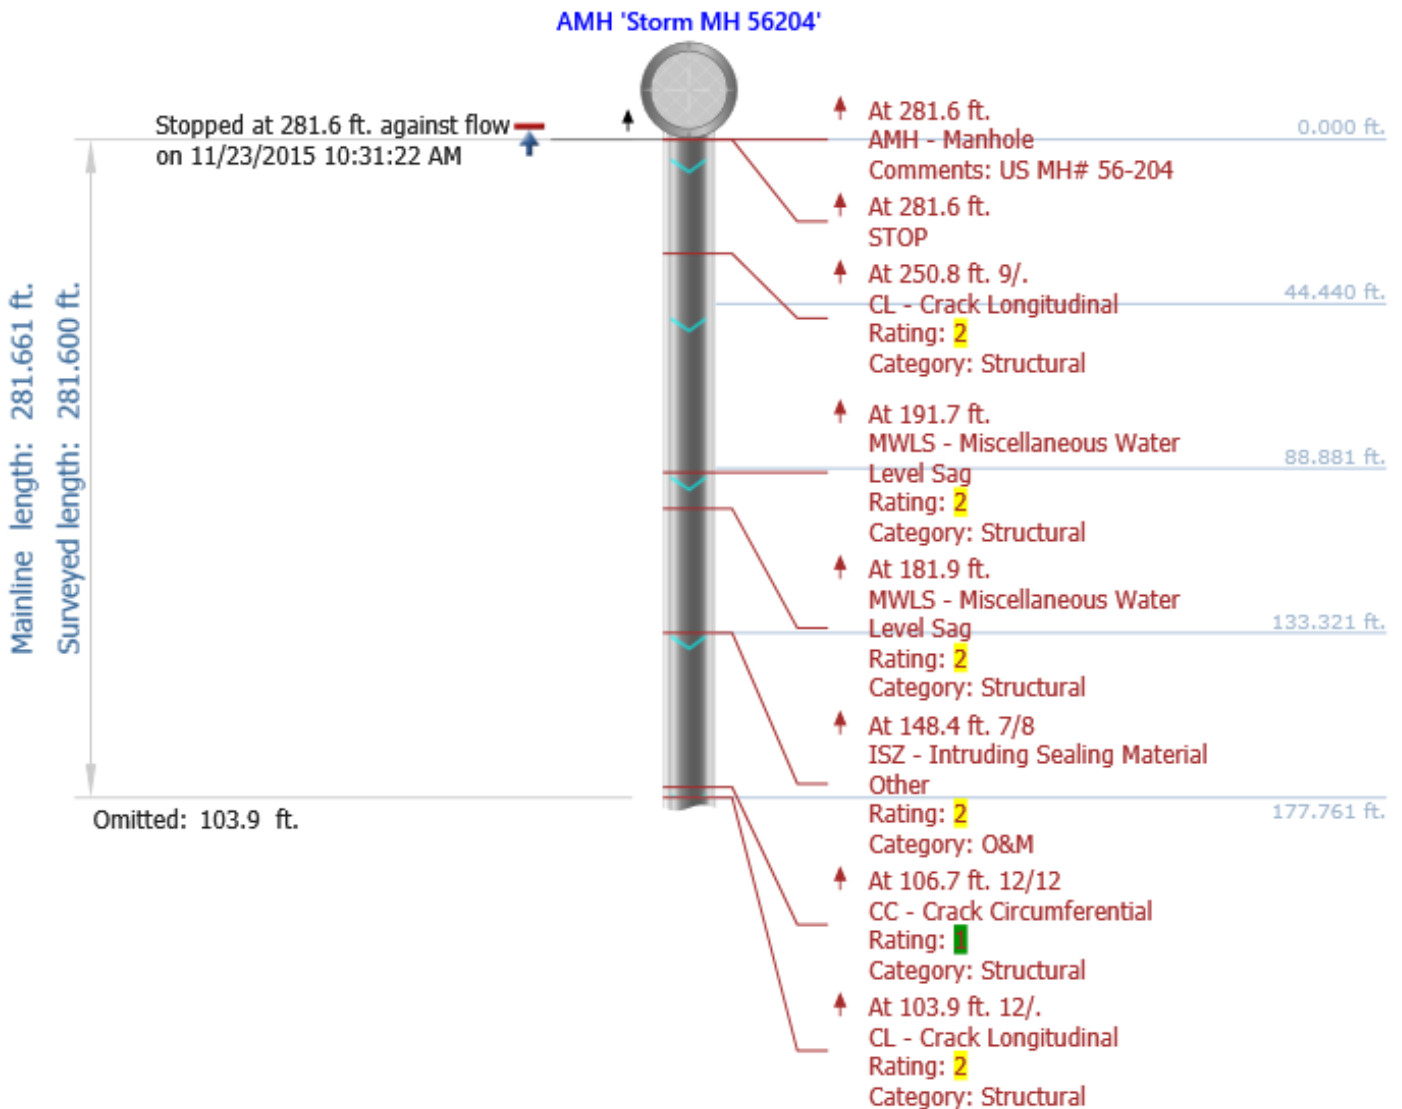 AMH 'Storm MH 56204'
Stopped at 281.6 ft. against flow
on 11/23/2015 10:31:22 AM
Mainline length: 281.661 ft.
Surveyed length: 281.600 ft.
Omitted: 103.9 ft.
At 281.6 ft.
AMH - Manhole
Comments: US MH# 56-204
At 281.6 ft.
STOP
At 250.8 ft. 9/.
CL - Crack Longitudinal
Rating: 2
Category: Structural
At 191.7 ft.
MWLS - Miscellaneous Water
Level Sag
Rating: 2
Category: Structural
At 181.9 ft.
MWLS - Miscellaneous Water
Level Sag
Rating: 2
Category: Structural
At 148.4 ft. 7/8
ISZ - Intruding Sealing Material
Other
Rating: 2
Category: O&M
At 106.7 ft. 12/12
CC - Crack Circumferential
Rating: 1
Category: Structural
At 103.9 ft. 12/.
CL - Crack Longitudinal
Rating: 2
Category: Structural
0.000 ft.
44.440 ft.
88.881 ft.
133.321 ft.
177.761 ft.